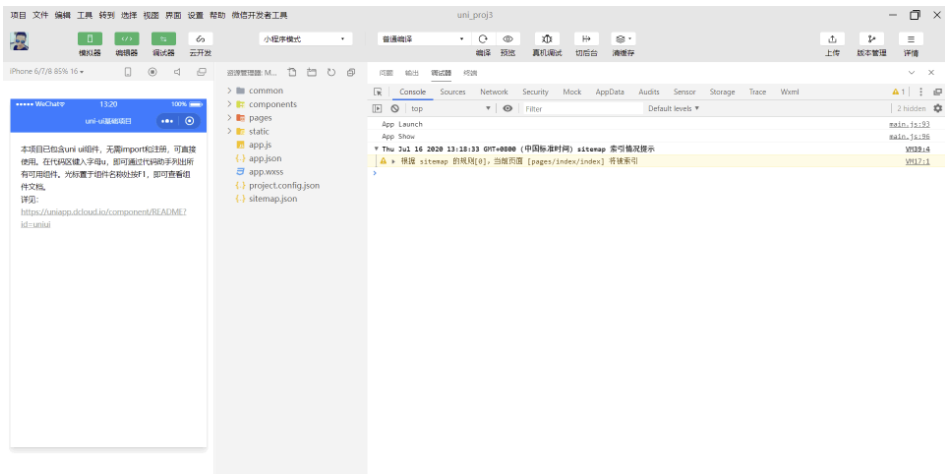 项目 文件 编辑 工具 转到 选择 视图 界面 设置 帮助 微信开发者工具
uni_proj3
模拟器 编辑器 调试器 云开发
小程序模式
普通编译
编译 预览 真机调试 切后台 清缓存
上传 版本管理 详情
iPhone 6/7/8 85% 16
WeChat
13:20
100%
uni-ui基础项目
本项目已包含uni ui组件，无需import和注册，可直
接使用。在代码区键入字母u，即可通过代码助手列出所
有可用组件。光标置于组件名称处按F1，即可查看组
件文档。
详见：
https://uniapp.dcloud.io/component/README?
id=uniui
资源管理器: M...
common
components
pages
static
app.js
{.} app.json
app.wxss
{.} project.config.json
{.} sitemap.json
问题 输出 调试器 终端
Console Sources Network Security Mock AppData Audits Sensor Storage Trace Wxml
1
top
Filter
Default levels
2 hidden
App Launch
main.js:93
App Show
main.js:96
Thu Jul 16 2020 13:18:33 GMT+0800 (中国标准时间) sitemap 索引情况提示
VM39:4
根据 sitemap 的规则[0]，当前页面 [pages/index/index] 将被索引
VM17:1